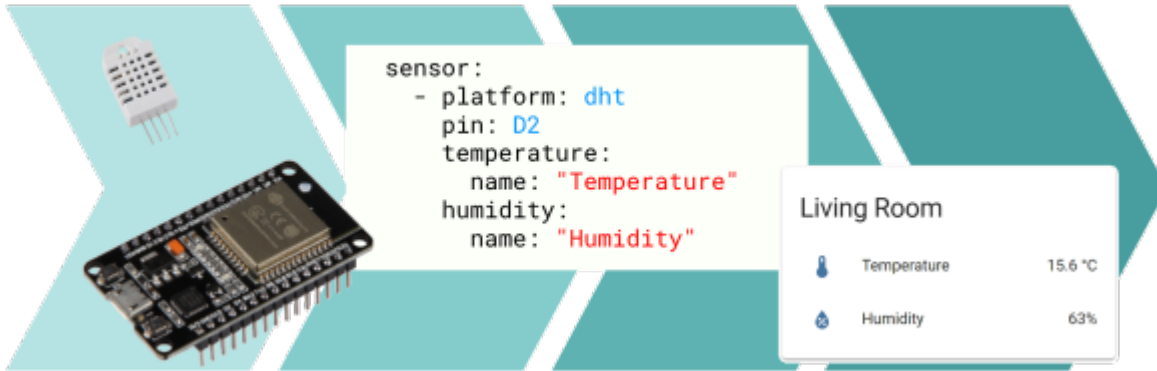 sensor:
- platform: dht
pin: D2
temperature:
name: "Temperature"
humidity:
name: "Humidity"
Living Room
Temperature 15.6 °C
Humidity 63%